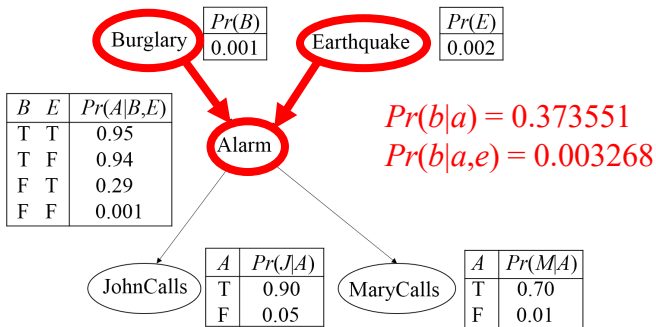 Burglary
Pr(B)
0.001
Earthquake
Pr(E)
0.002
B E Pr(A|B,E)
T T 0.95
T F 0.94
F T 0.29
F F 0.001
Alarm
Pr(b|a) = 0.373551
Pr(b|a,e) = 0.003268
JohnCalls
A Pr(J|A)
T 0.90
F 0.05
MaryCalls
A Pr(M|A)
T 0.70
F 0.01